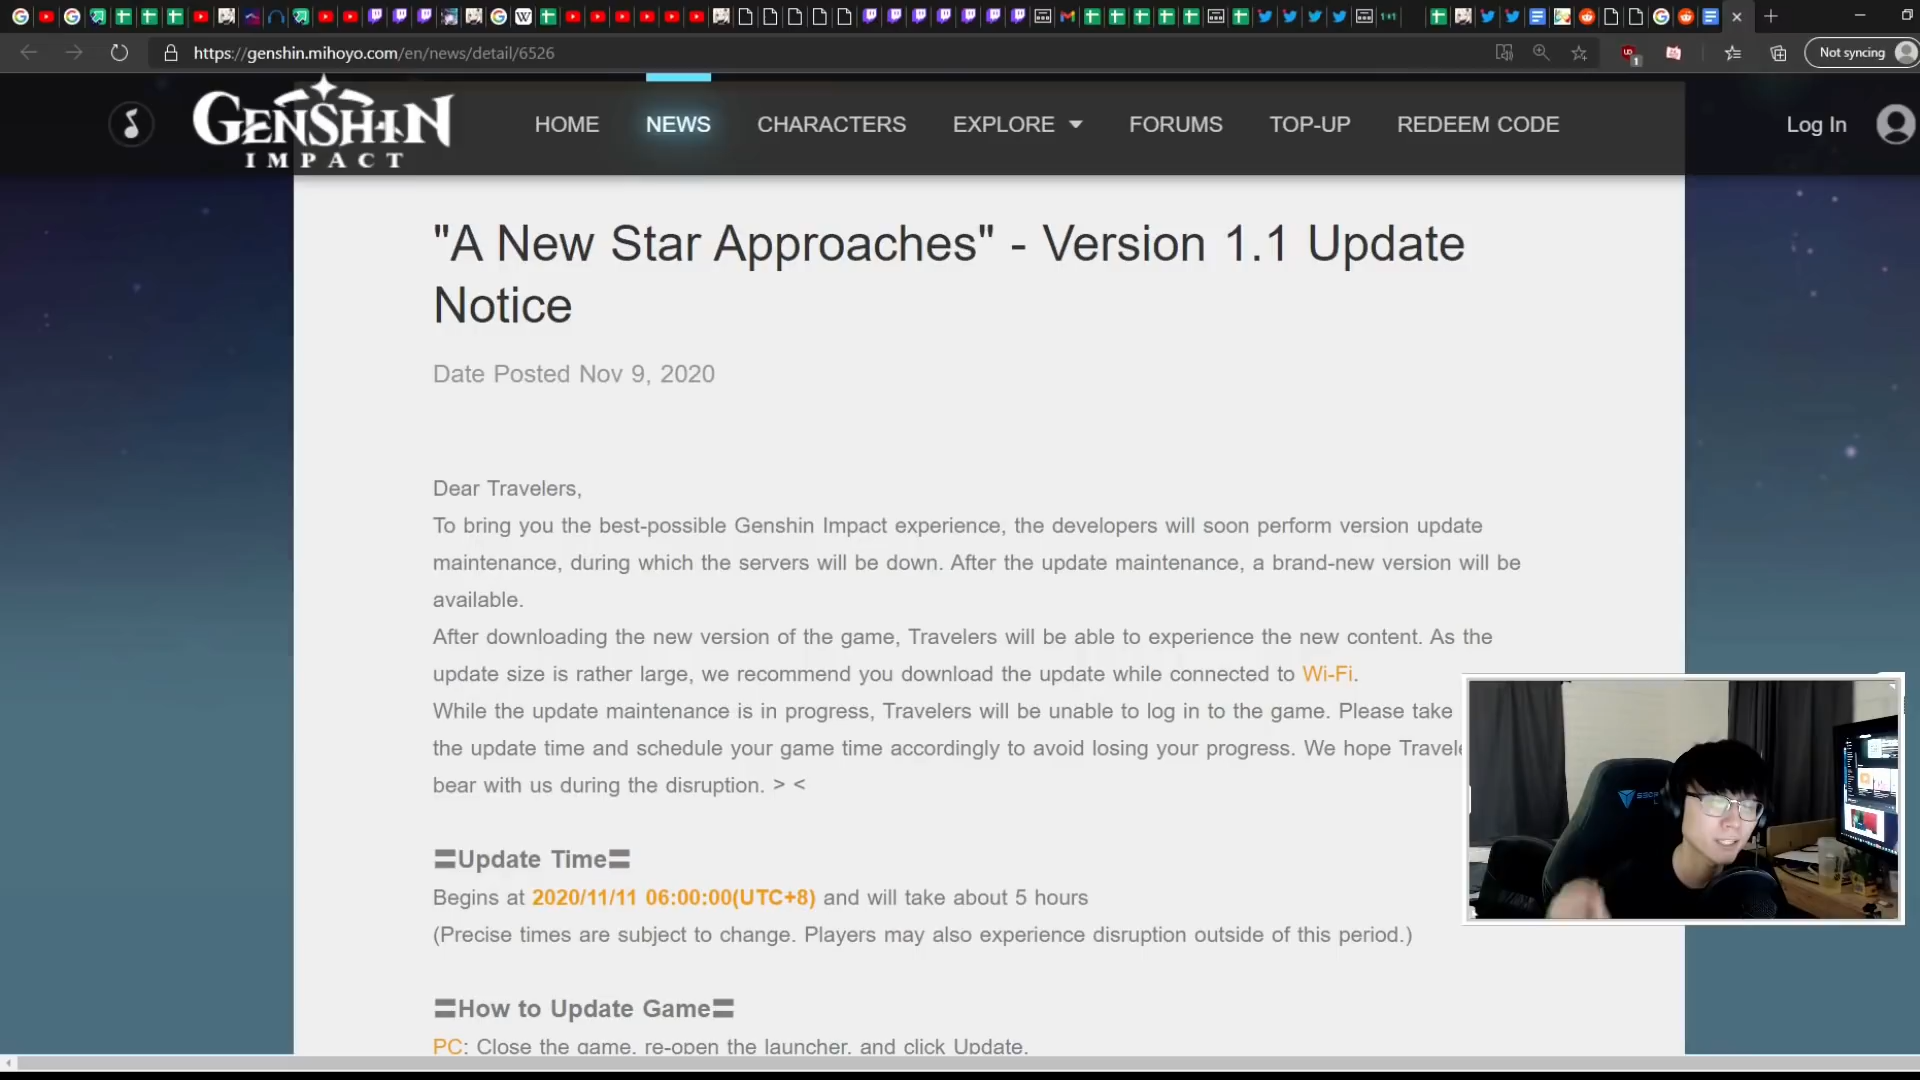 https://genshin.mihoyo.com/en/news/detail/6526
Not syncing
GENSHIN
IMPACT
HOME
NEWS
CHARACTERS
EXPLORE
FORUMS
TOP-UP
REDEEM CODE
Log In
"A New Star Approaches" - Version 1.1 Update
Notice
Date Posted Nov 9, 2020
Dear Travelers,
To bring you the best-possible Genshin Impact experience, the developers will soon perform version update
maintenance, during which the servers will be down. After the update maintenance, a brand-new version will be
available.
After downloading the new version of the game, Travelers will be able to experience the new content. As the
update size is rather large, we recommend you download the update while connected to Wi-Fi.
While the update maintenance is in progress, Travelers will be unable to log in to the game. Please take
the update time and schedule your game time accordingly to avoid losing your progress. We hope
bear with us during the disruption. > <
〓Update Time〓
Begins at 2020/11/11 06:00:00(UTC+8) and will take about 5 hours
(Precise times are subject to change. Players may also experience disruption outside of this period.)
〓How to Update Game〓
PC: Close the game, re-open the launcher, and click Update.